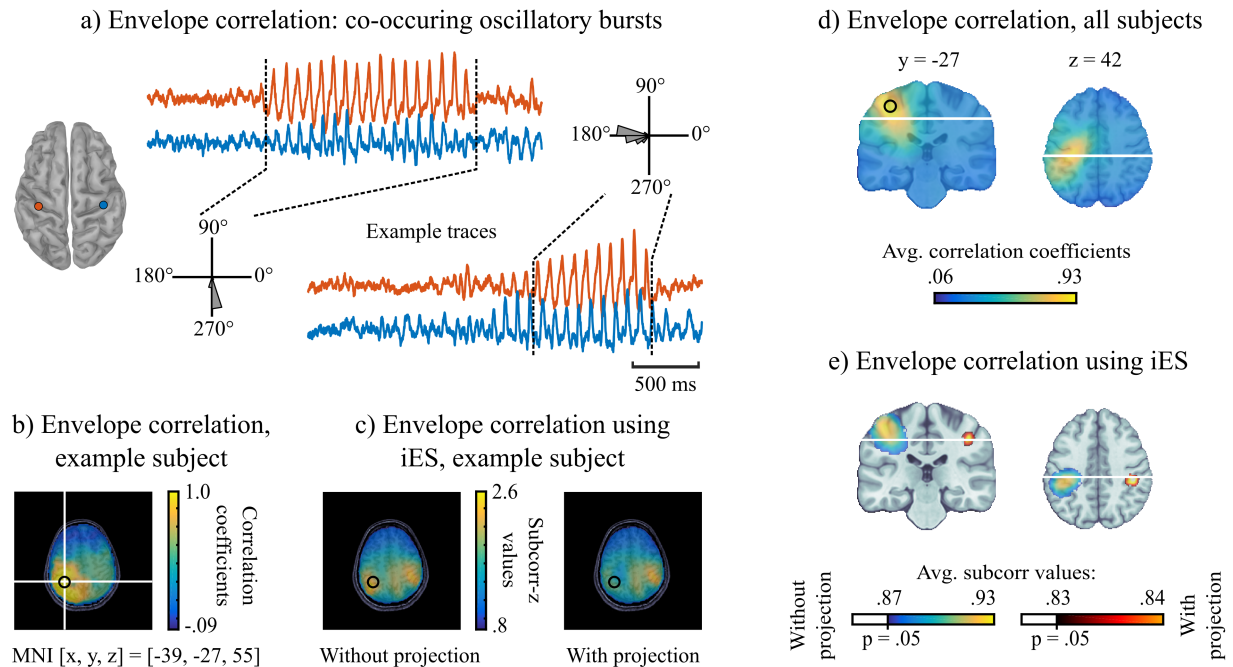 a) Envelope correlation: co-occuring oscillatory bursts
90°
180°
0°
270°
90°
180°
0°
270°
Example traces
500 ms
b) Envelope correlation,
example subject
1.0
-.09
Correlation
coefficients
MNI [x, y, z] = [-39, -27, 55]
c) Envelope correlation using
iES, example subject
2.6
.8
Subcorr-z
values
Without projection
With projection
d) Envelope correlation, all subjects
y = -27
z = 42
Avg. correlation coefficients
.06
.93
e) Envelope correlation using iES
Avg. subcorr values:
Without
projection
.87
.93
p = .05
.83
.84
p = .05
With
projection